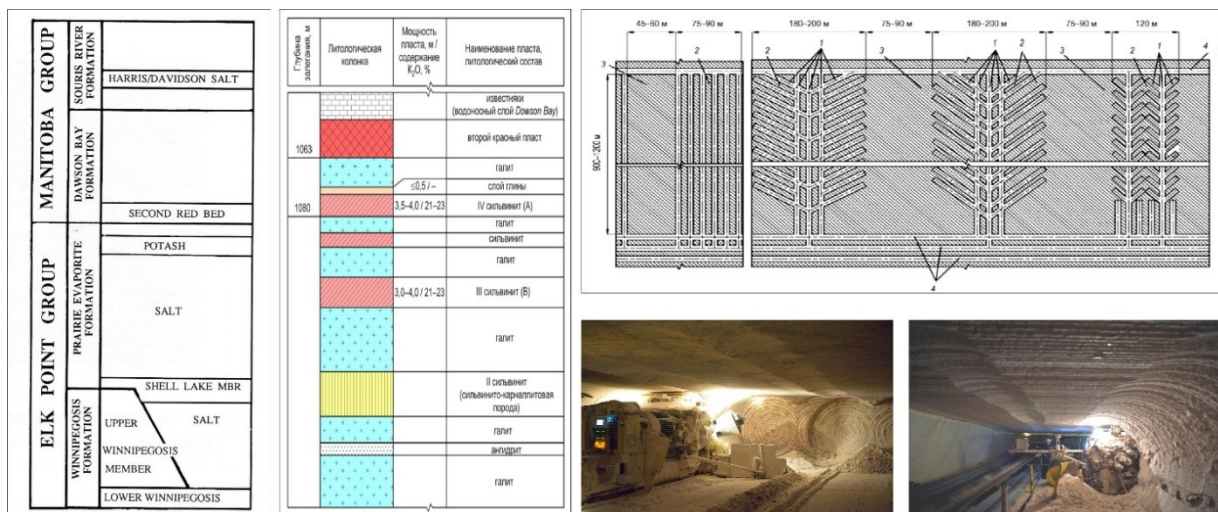 MANITOBA GROUP
SOURIS RIVER
FORMATION
HARRIS/DAVIDSON SALT
DAWSON BAY
FORMATION
SECOND RED BED
ELK POINT GROUP
PRAIRIE EVAPORITE
FORMATION
POTASH
SALT
SHELL LAKE MBR
WINNIPEGOSIS
FORMATION
UPPER
WINNIPEGOSIS
MEMBER
SALT
LOWER WINNIPEGOSIS
Глубина
залегания, м
Литологическая
колонка
Мощность
пласта, м /
содержание
K₂O, %
Наименование пласта,
литологический состав
известняки
(водоносный слой Dowson Bay)
1063
второй красный пласт
галит
≤0,5 / –
слой глины
1080
3,5–4,0 / 21–23
IV сильвинит (A)
галит
сильвинит
галит
3,0–4,0 / 21–23
III сильвинит (B)
галит
II сильвинит
(сильвинито-карналлитовая
порода)
галит
ангидрит
галит
45–60 м 75–90 м 180–200 м 75–90 м 180–200 м 75–90 м 120 м
3 2 2 1 3 1 2 3 2 1 4
900–1200 м
4